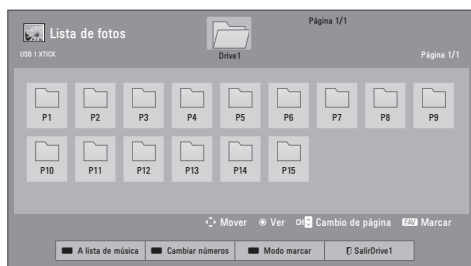 Lista de fotos
Página 1/1
USB 1 XTICK
Drive1
Página 1/1
P1 P2 P3 P4 P5 P6 P7 P8 P9
P10 P11 P12 P13 P14 P15
Mover Ver CH Cambio de página FAV Marcar
A lista de música Cambiar números Modo marcar SalirDrive1